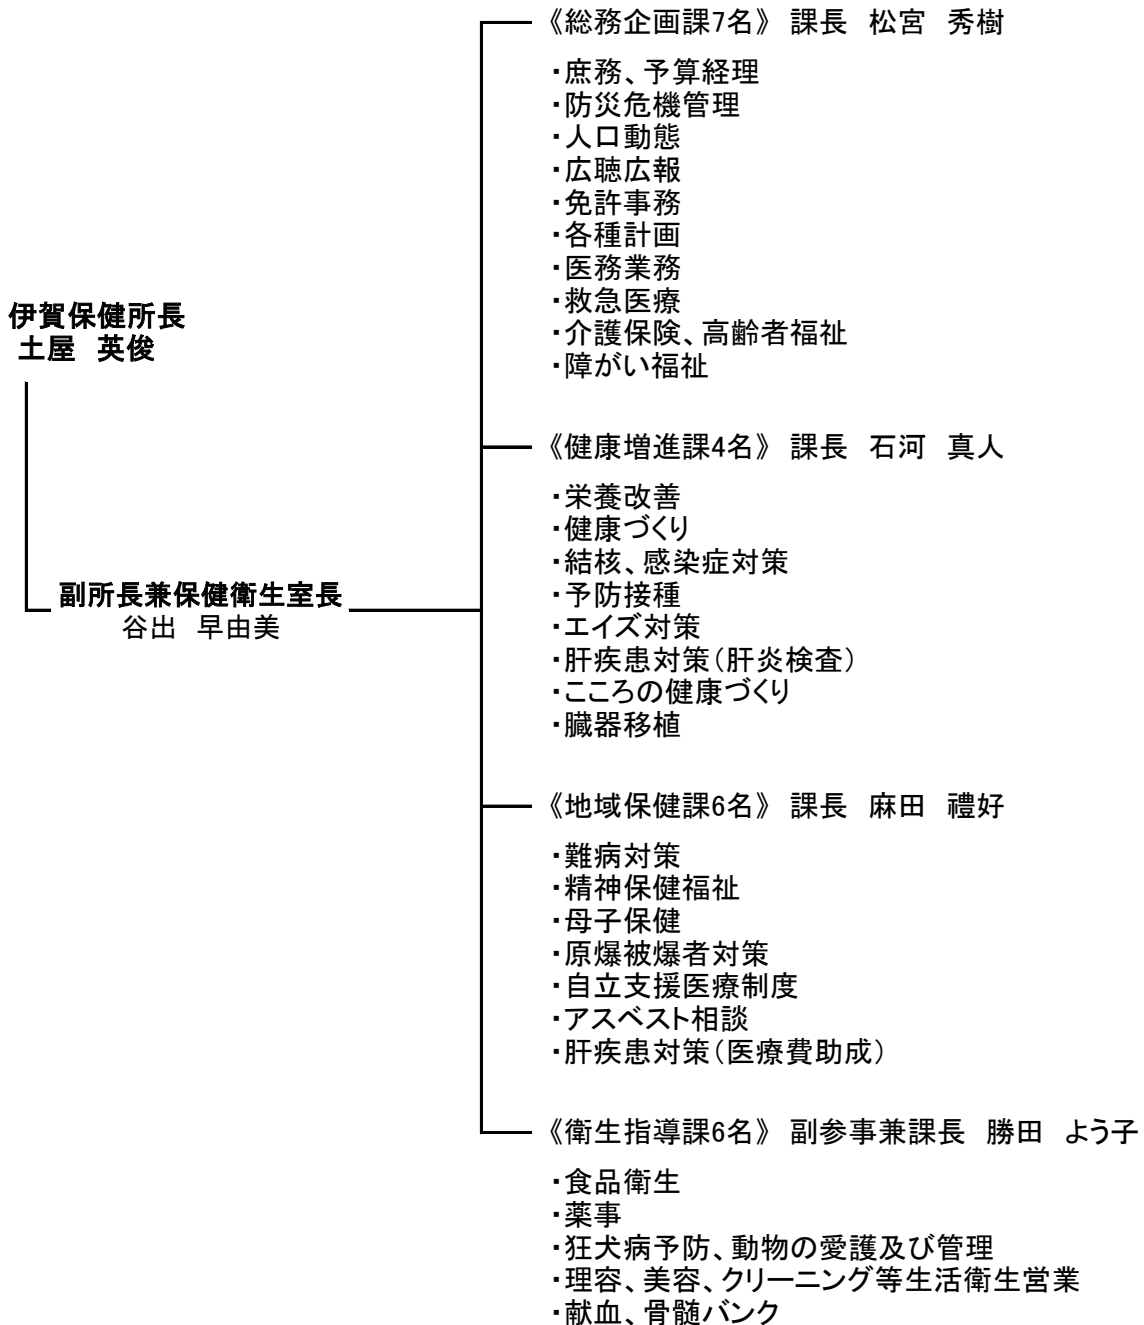 伊賀保健所長
土屋　英俊
副所長兼保健衛生室長
谷出　早由美
《総務企画課7名》 課長　松宮　秀樹
・庶務、予算経理
・防災危機管理
・人口動態
・広聴広報
・免許事務
・各種計画
・医務業務
・救急医療
・介護保険、高齢者福祉
・障がい福祉
《健康増進課4名》 課長　石河　真人
・栄養改善
・健康づくり
・結核、感染症対策
・予防接種
・エイズ対策
・肝疾患対策（肝炎検査）
・こころの健康づくり
・臓器移植
《地域保健課6名》 課長　麻田　禮好
・難病対策
・精神保健福祉
・母子保健
・原爆被爆者対策
・自立支援医療制度
・アスベスト相談
・肝疾患対策（医療費助成）
《衛生指導課6名》 副参事兼課長　勝田　よう子
・食品衛生
・薬事
・狂犬病予防、動物の愛護及び管理
・理容、美容、クリーニング等生活衛生営業
・献血、骨髄バンク